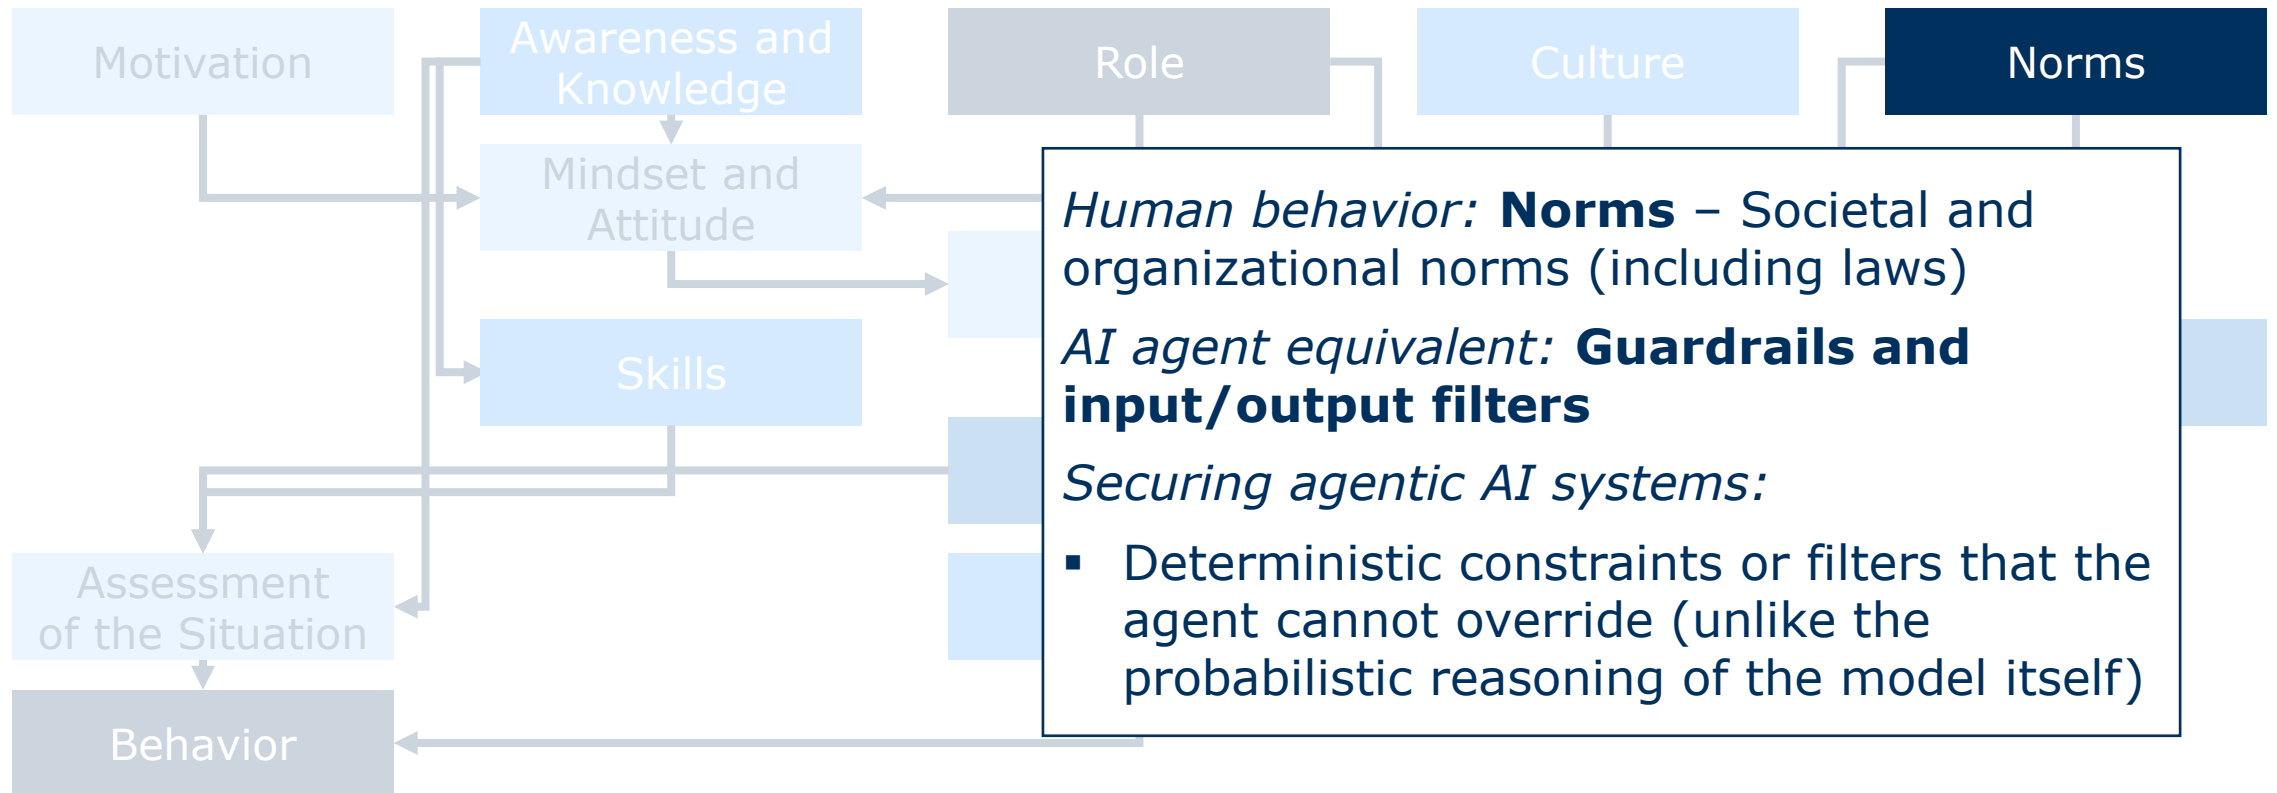 Motivation
Awareness and
Knowledge
Role
Culture
Norms
Mindset and
Attitude
Skills
Assessment
of the Situation
Behavior
Human behavior: Norms – Societal and
organizational norms (including laws)
AI agent equivalent: Guardrails and
input/output filters
Securing agentic AI systems:
▪ Deterministic constraints or filters that the
agent cannot override (unlike the
probabilistic reasoning of the model itself)